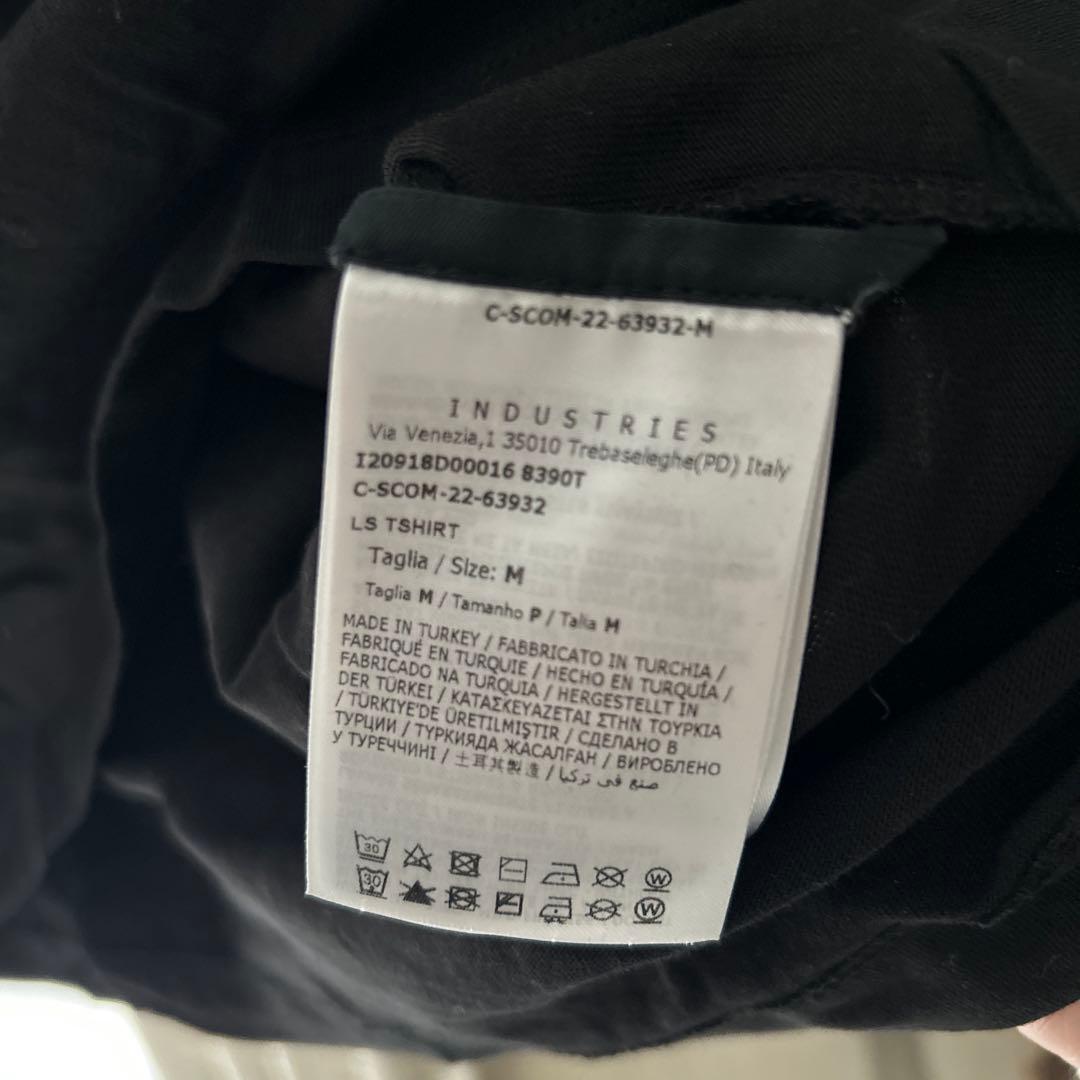 C-SCOM-22-63932-M
INDUSTRIES
Via Venezia,1 35010 Trebaseleghe(PD) Italy
I20918D00016 8390T
C-SCOM-22-63932
LS TSHIRT
Taglia / Size: M
Taglia M / Tamanho P / Talla M
MADE IN TURKEY / FABBRICATO IN TURCHIA /
FABRIQUÉ EN TURQUIE / HECHO EN TURQUÍA /
FABRICADO NA TURQUIA / HERGESTELLT IN
DER TÜRKEI / ΚΑΤΑΣΚΕΥΑΖΕΤΑΙ ΣΤΗΝ ΤΟΥΡΚΙΑ
/ TÜRKIYE'DE ÜRETILMIŞTIR / СДЕЛАНО В
ТУРЦИИ / ТҮРКИЯДА ЖАСАЛҒАН / ВИРОБЛЕНО
У ТУРЕЧЧИНІ / 土耳其製造 / صنع في تركيا
30 W
30 W